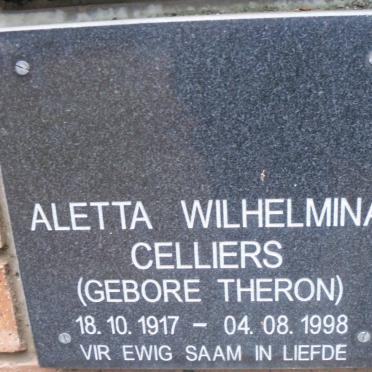 ALETTA WILHELMINA
CELLIERS
(GEBORE THERON)
18.10.1917 – 04.08.1998
VIR EWIG SAAM IN LIEFDE